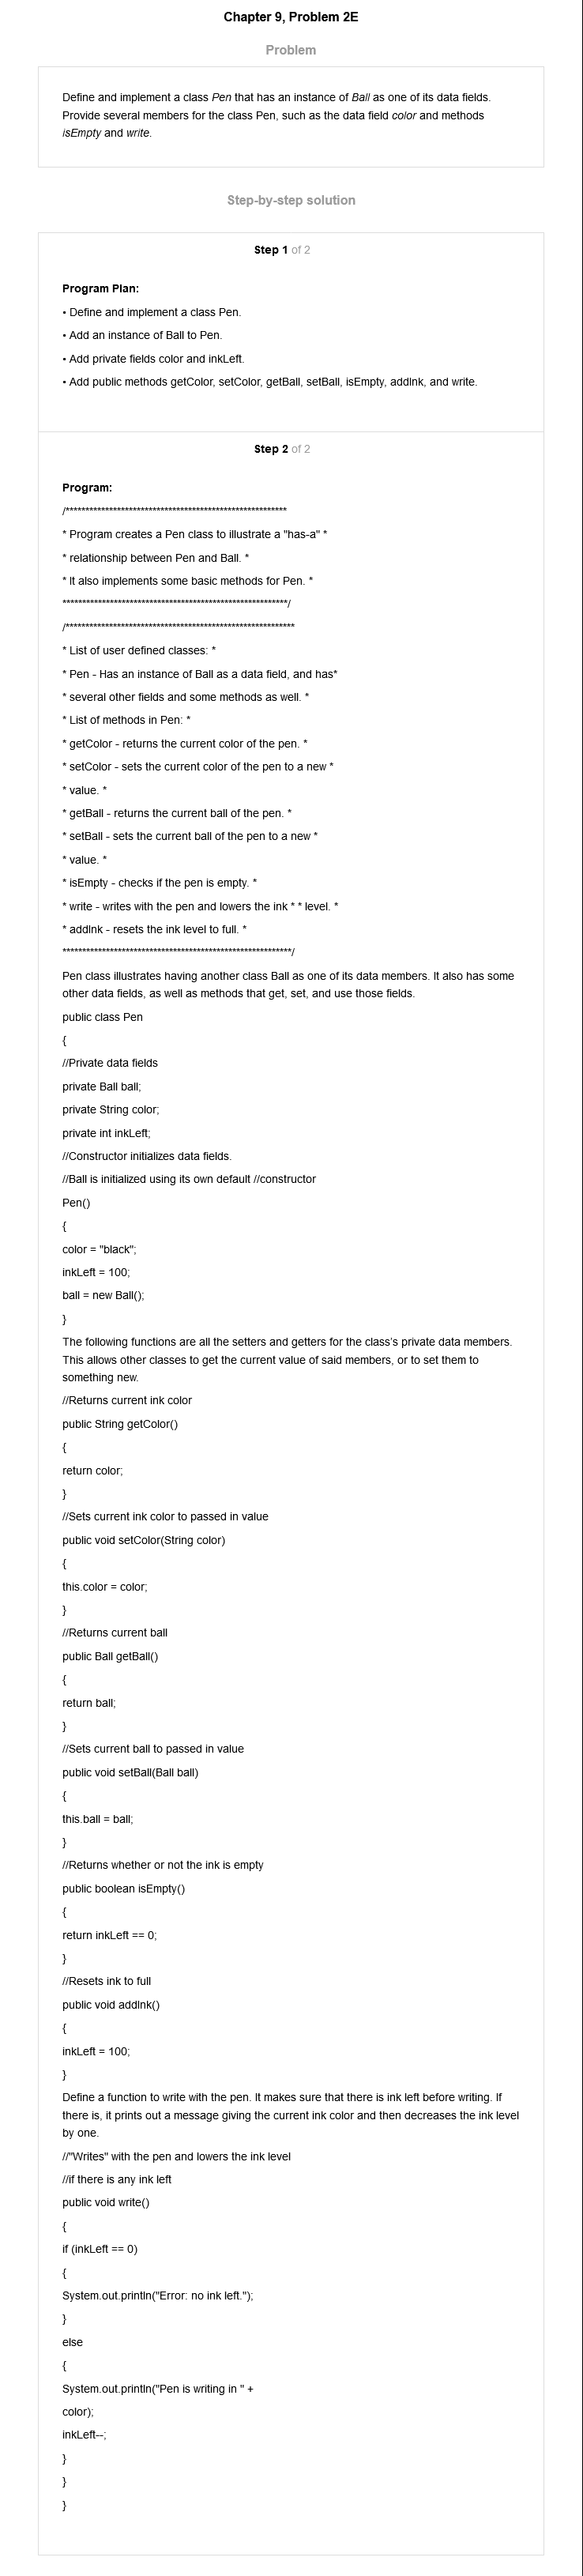 Chapter 9, Problem 2E
Problem
Define and implement a class Pen that has an instance of Ball as one of its data fields.
Provide several members for the class Pen, such as the data field color and methods
isEmpty and write.
Step-by-step solution
Step 1 of 2
Program Plan:
• Define and implement a class Pen.
• Add an instance of Ball to Pen.
• Add private fields color and inkLeft.
• Add public methods getColor, setColor, getBall, setBall, isEmpty, addInk, and write.
Step 2 of 2
Program:
/********************************************************
* Program creates a Pen class to illustrate a "has-a" *
* relationship between Pen and Ball. *
* It also implements some basic methods for Pen. *
*********************************************************/
/**********************************************************
* List of user defined classes: *
* Pen - Has an instance of Ball as a data field, and has*
* several other fields and some methods as well. *
* List of methods in Pen: *
* getColor - returns the current color of the pen. *
* setColor - sets the current color of the pen to a new *
* value. *
* getBall - returns the current ball of the pen. *
* setBall - sets the current ball of the pen to a new *
* value. *
* isEmpty - checks if the pen is empty. *
* write - writes with the pen and lowers the ink * * level. *
* addInk - resets the ink level to full. *
**********************************************************/
Pen class illustrates having another class Ball as one of its data members. It also has some
other data fields, as well as methods that get, set, and use those fields.
public class Pen
{
//Private data fields
private Ball ball;
private String color;
private int inkLeft;
//Constructor initializes data fields.
//Ball is initialized using its own default //constructor
Pen()
{
color = "black";
inkLeft = 100;
ball = new Ball();
}
The following functions are all the setters and getters for the class's private data members.
This allows other classes to get the current value of said members, or to set them to
something new.
//Returns current ink color
public String getColor()
{
return color;
}
//Sets current ink color to passed in value
public void setColor(String color)
{
this.color = color;
}
//Returns current ball
public Ball getBall()
{
return ball;
}
//Sets current ball to passed in value
public void setBall(Ball ball)
{
this.ball = ball;
}
//Returns whether or not the ink is empty
public boolean isEmpty()
{
return inkLeft == 0;
}
//Resets ink to full
public void addInk()
{
inkLeft = 100;
}
Define a function to write with the pen. It makes sure that there is ink left before writing. If
there is, it prints out a message giving the current ink color and then decreases the ink level
by one.
//"Writes" with the pen and lowers the ink level
//if there is any ink left
public void write()
{
if (inkLeft == 0)
{
System.out.println("Error: no ink left.");
}
else
{
System.out.println("Pen is writing in " +
color);
inkLeft--;
}
}
}